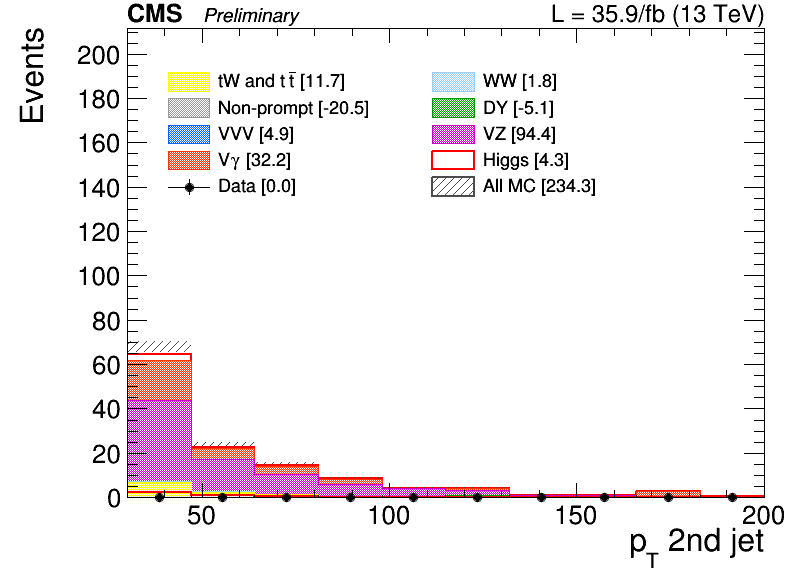 CMS Preliminary L = 35.9/fb (13 TeV)
Events
200
180
160
140
120
100
80
60
40
20
0
tW and t t̄ [11.7]
Non-prompt [-20.5]
VVV [4.9]
Vγ [32.2]
Data [0.0]
WW [1.8]
DY [-5.1]
VZ [94.4]
Higgs [4.3]
All MC [234.3]
50 100 150 200
p_T 2nd jet